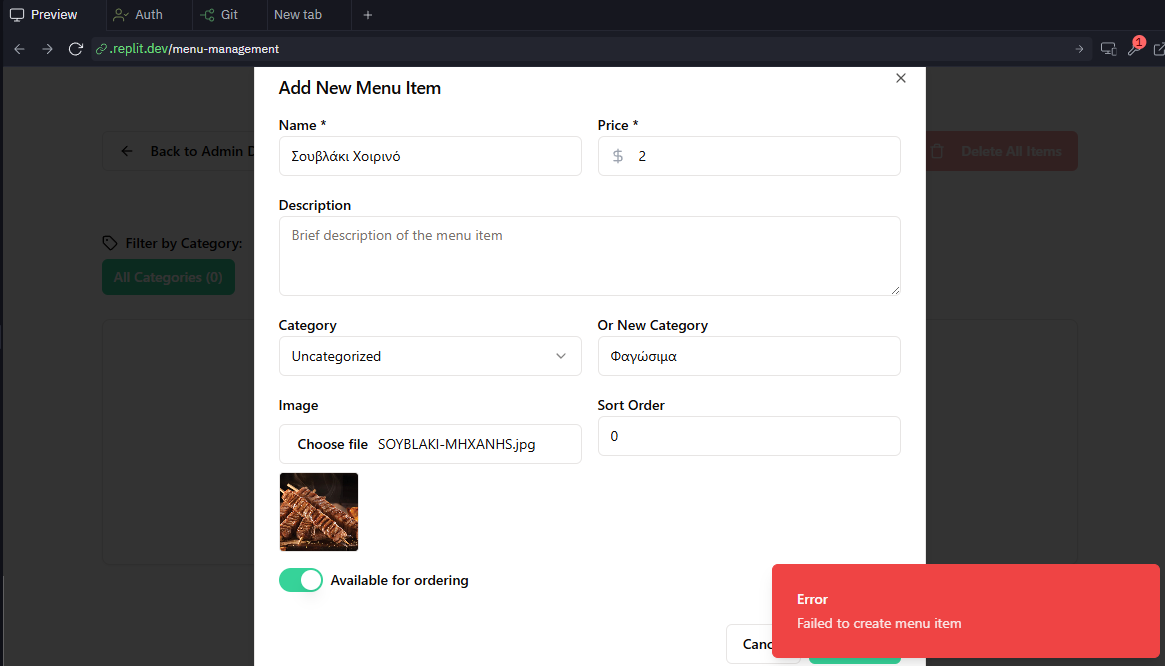 Preview Auth Git New tab
.replit.dev/menu-management 1
Add New Menu Item
Name * Price *
Σουβλάκι Χοιρινό $ 2
Back to Admin D Delete All Items
Description
Brief description of the menu item
Filter by Category:
All Categories (0)
Category Or New Category
Uncategorized Φαγώσιμα
Image Sort Order
Choose file SOYBLAKI-MHXANHS.jpg 0
Available for ordering
Error
Failed to create menu item
Canc